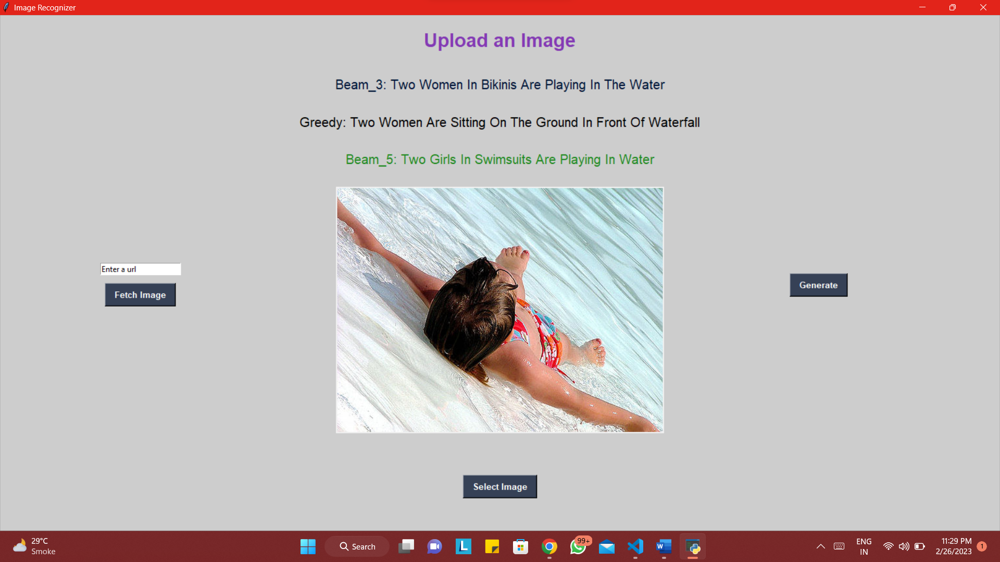 Image Recognizer
Upload an Image
Beam_3: Two Women In Bikinis Are Playing In The Water
Greedy: Two Women Are Sitting On The Ground In Front Of Waterfall
Beam_5: Two Girls In Swimsuits Are Playing In Water
Enter a url
Fetch Image
Generate
Select Image
29°C
Smoke
Search
99+
ENG
IN
11:29 PM
2/26/2023
1